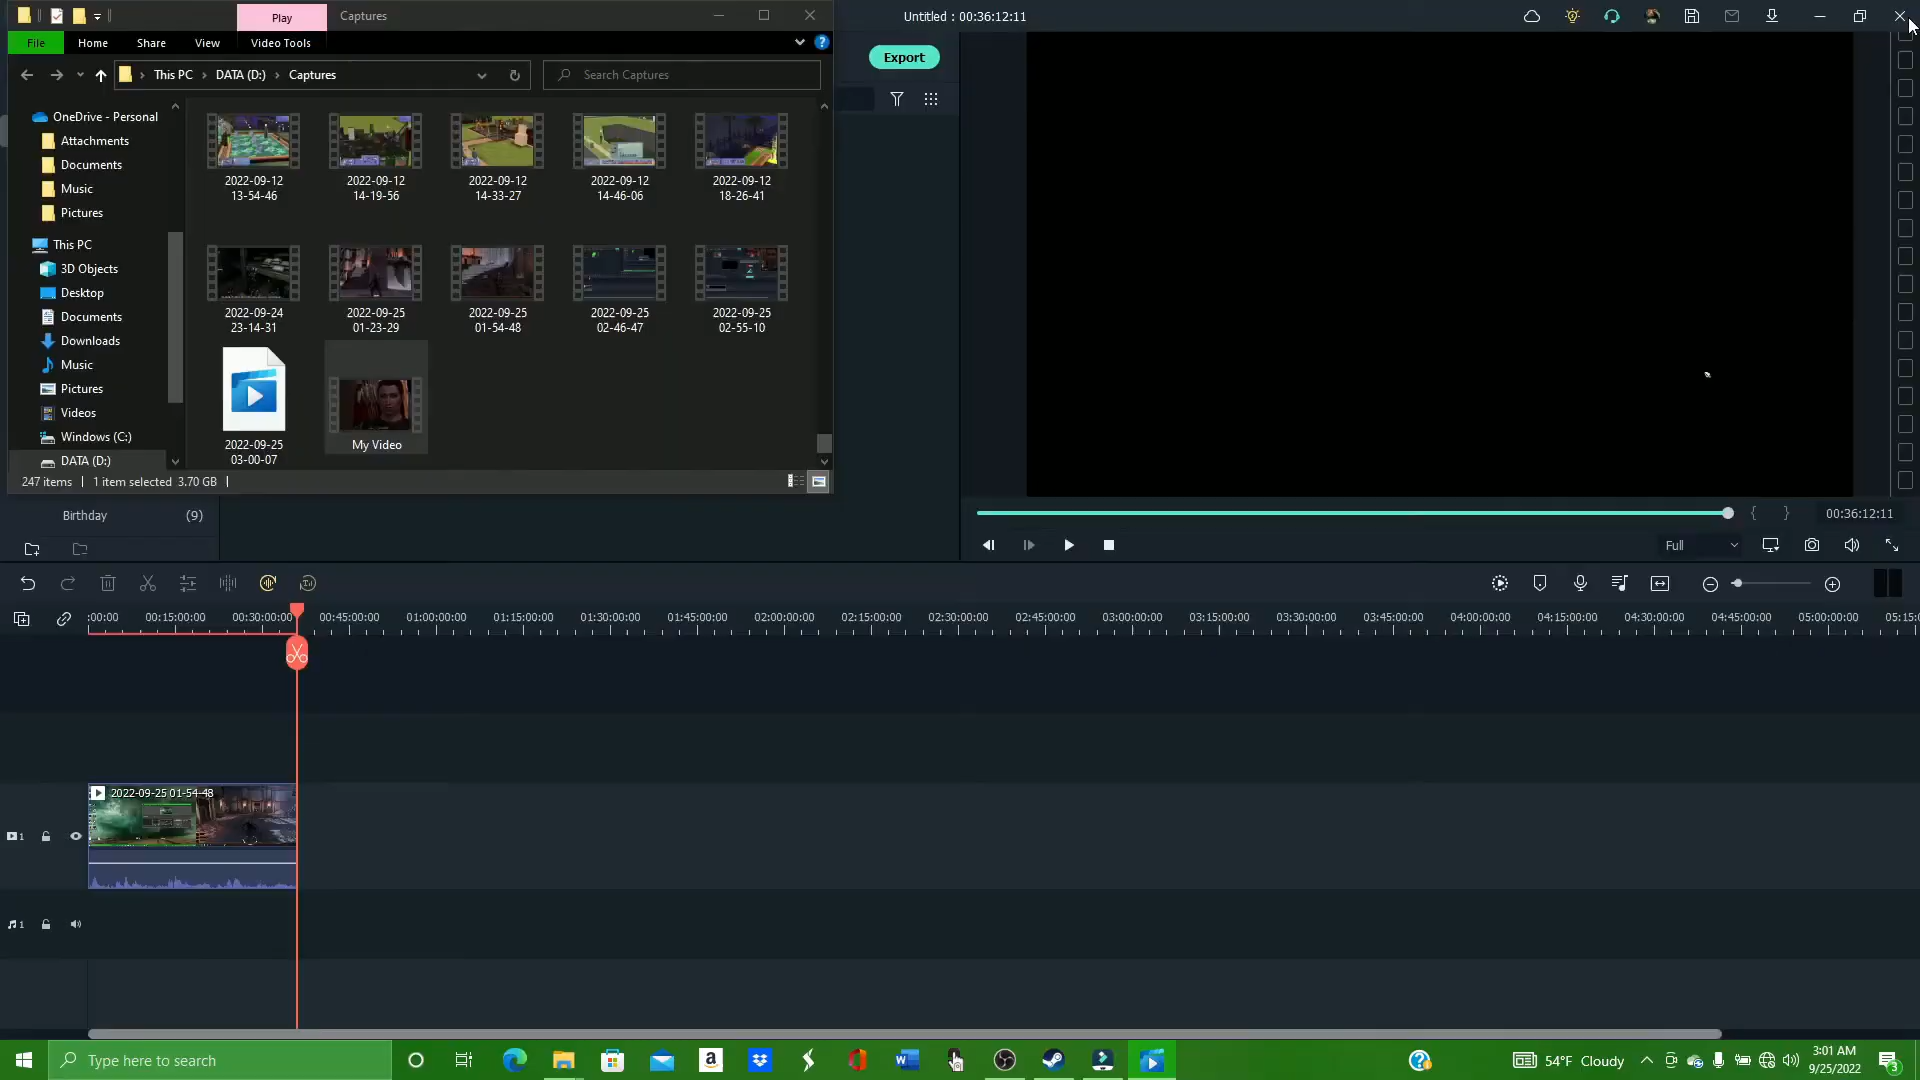 Play
Captures
Untitled : 00:36:12:11
File
Home
Share
View
Video Tools
Export
This PC
DATA (D:)
Captures
Search Captures
OneDrive - Personal
Attachments
Documents
Music
Pictures
This PC
3D Objects
Desktop
Documents
Downloads
Music
Pictures
Videos
Windows (C:)
DATA (D:)
2022-09-12
13-54-46
2022-09-12
14-19-56
2022-09-12
14-33-27
2022-09-12
14-46-06
2022-09-12
18-26-41
2022-09-24
23-14-31
2022-09-25
01-23-29
2022-09-25
01-54-48
2022-09-25
02-46-47
2022-09-25
02-55-10
2022-09-25
03-00-07
My Video
247 items
1 item selected 3.70 GB
Birthday (9)
00:36:12:11
Full
:00:00 00:15:00:00 00:30:00:00 00:45:00:00 01:00:00:00 01:15:00:00 01:30:00:00 01:45:00:00 02:00:00:00 02:15:00:00 02:30:00:00 02:45:00:00 03:00:00:00 03:15:00:00 03:30:00:00 03:45:00:00 04:00:00:00 04:15:00:00 04:30:00:00 04:45:00:00 05:00:00:00 05:15:0
2022-09-25 01-54-48
1
1
Type here to search
54°F Cloudy
3:01 AM
9/25/2022
3